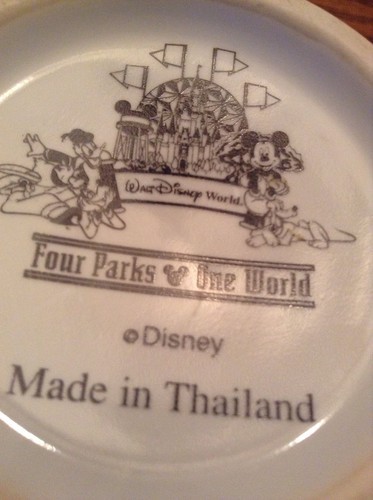 Walt Disney World
Four Parks One World
©Disney
Made in Thailand